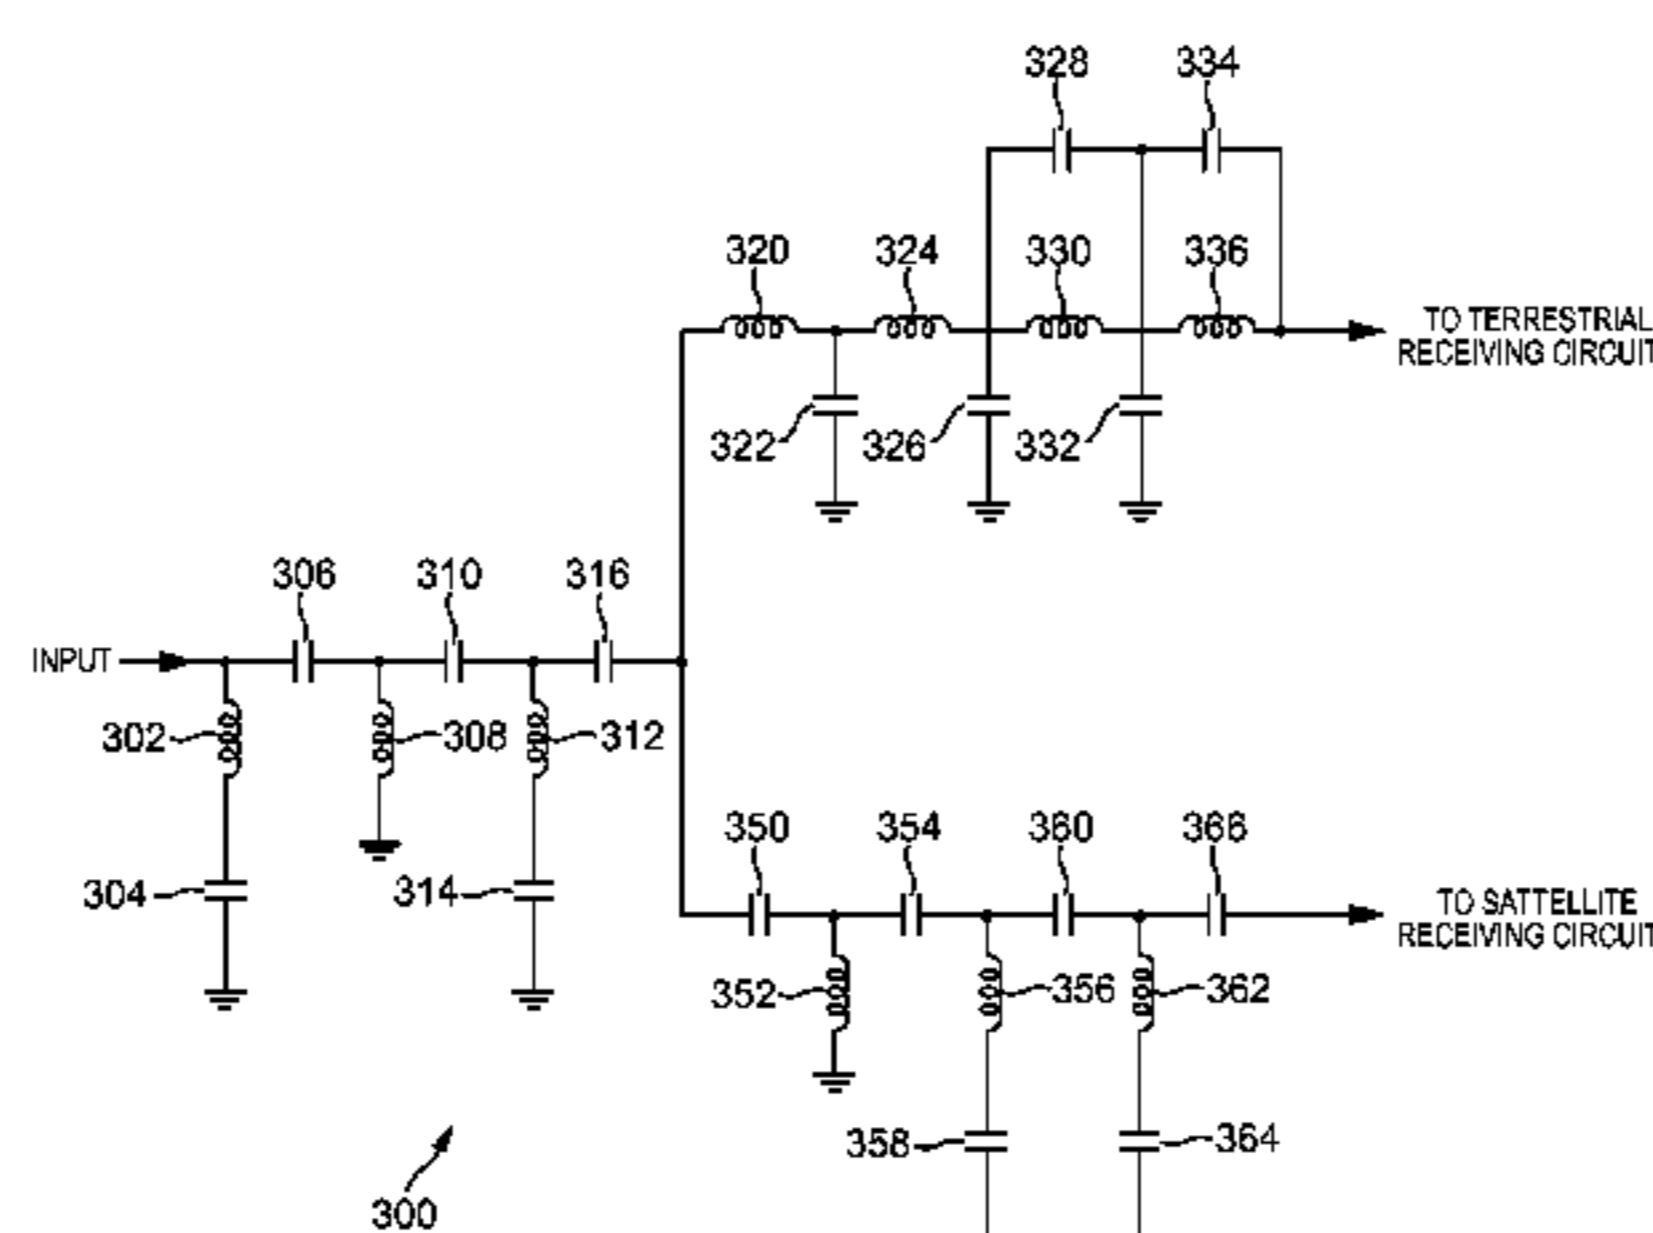 328 334
320 324 330 336
TO TERRESTRIAL
RECEIVING CIRCUIT
322 326 332
306 310 316
INPUT
302 308 312
304 314
350 354 360 366
TO SATTELLITE
RECEIVING CIRCUIT
352 356 362
358 364
300